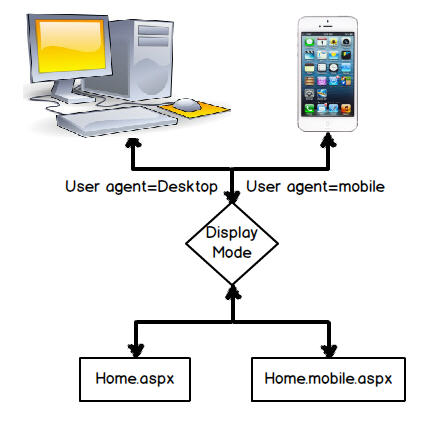 User agent=Desktop
User agent=mobile
Display
Mode
Home.aspx
Home.mobile.aspx